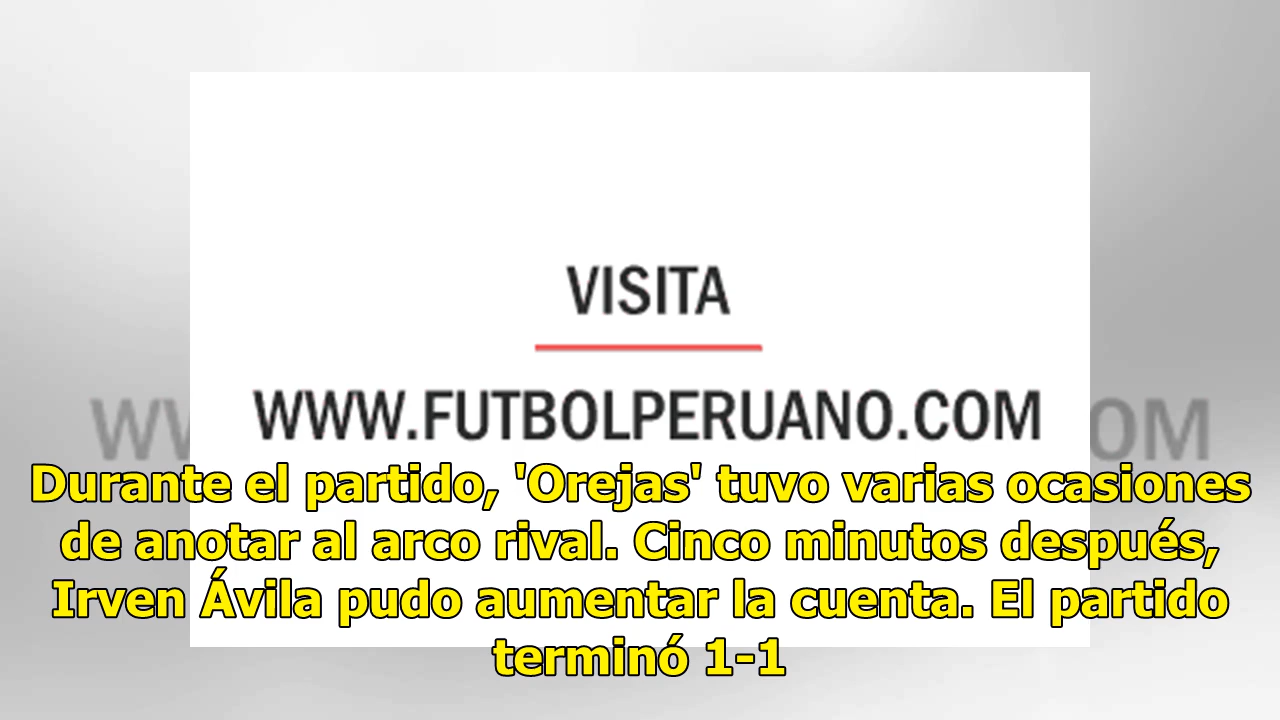 VISITA
WWW.FUTBOLPERUANO.COM
Durante el partido, 'Orejas' tuvo varias ocasiones
de anotar al arco rival. Cinco minutos después,
Irven Ávila pudo aumentar la cuenta. El partido
terminó 1-1